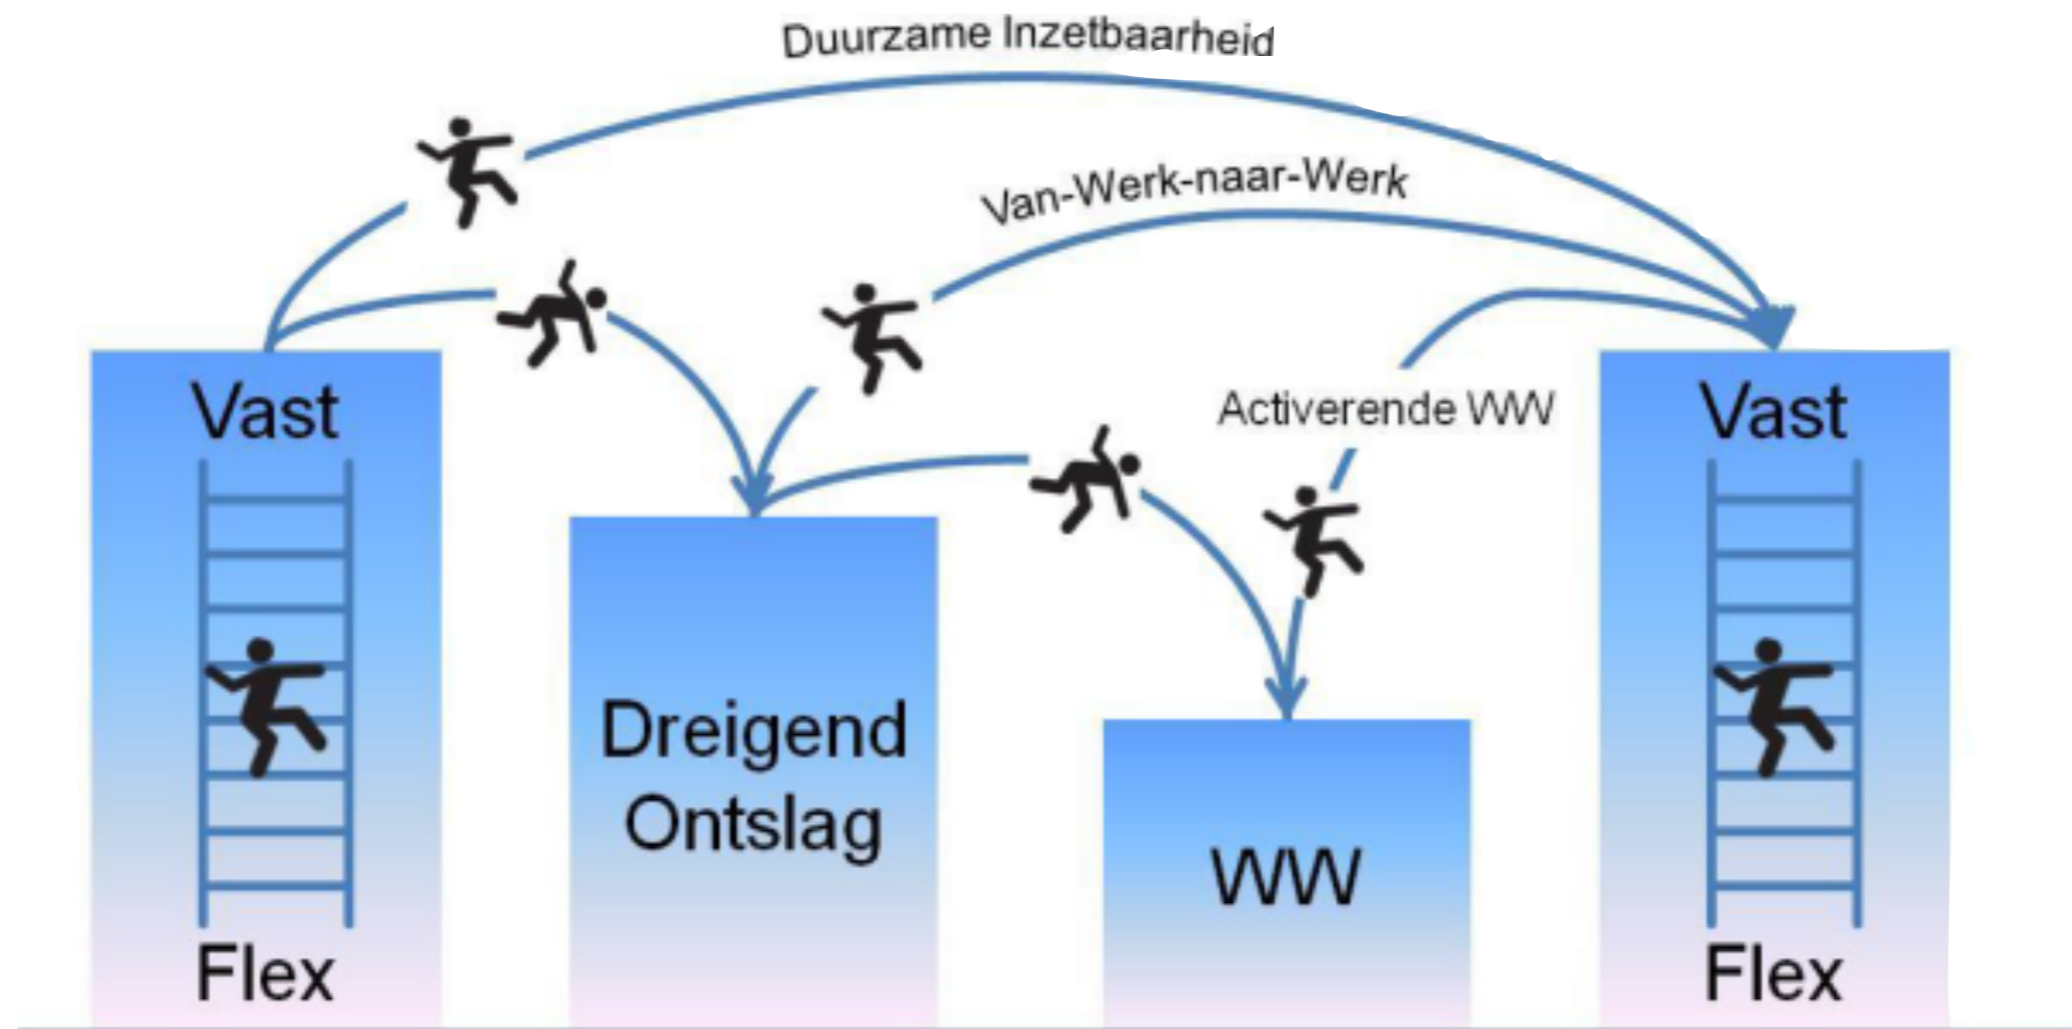 Duurzame Inzetbaarheid
Van-Werk-naar-Werk
Activerende WW
Vast
Flex
Dreigend
Ontslag
WW
Vast
Flex